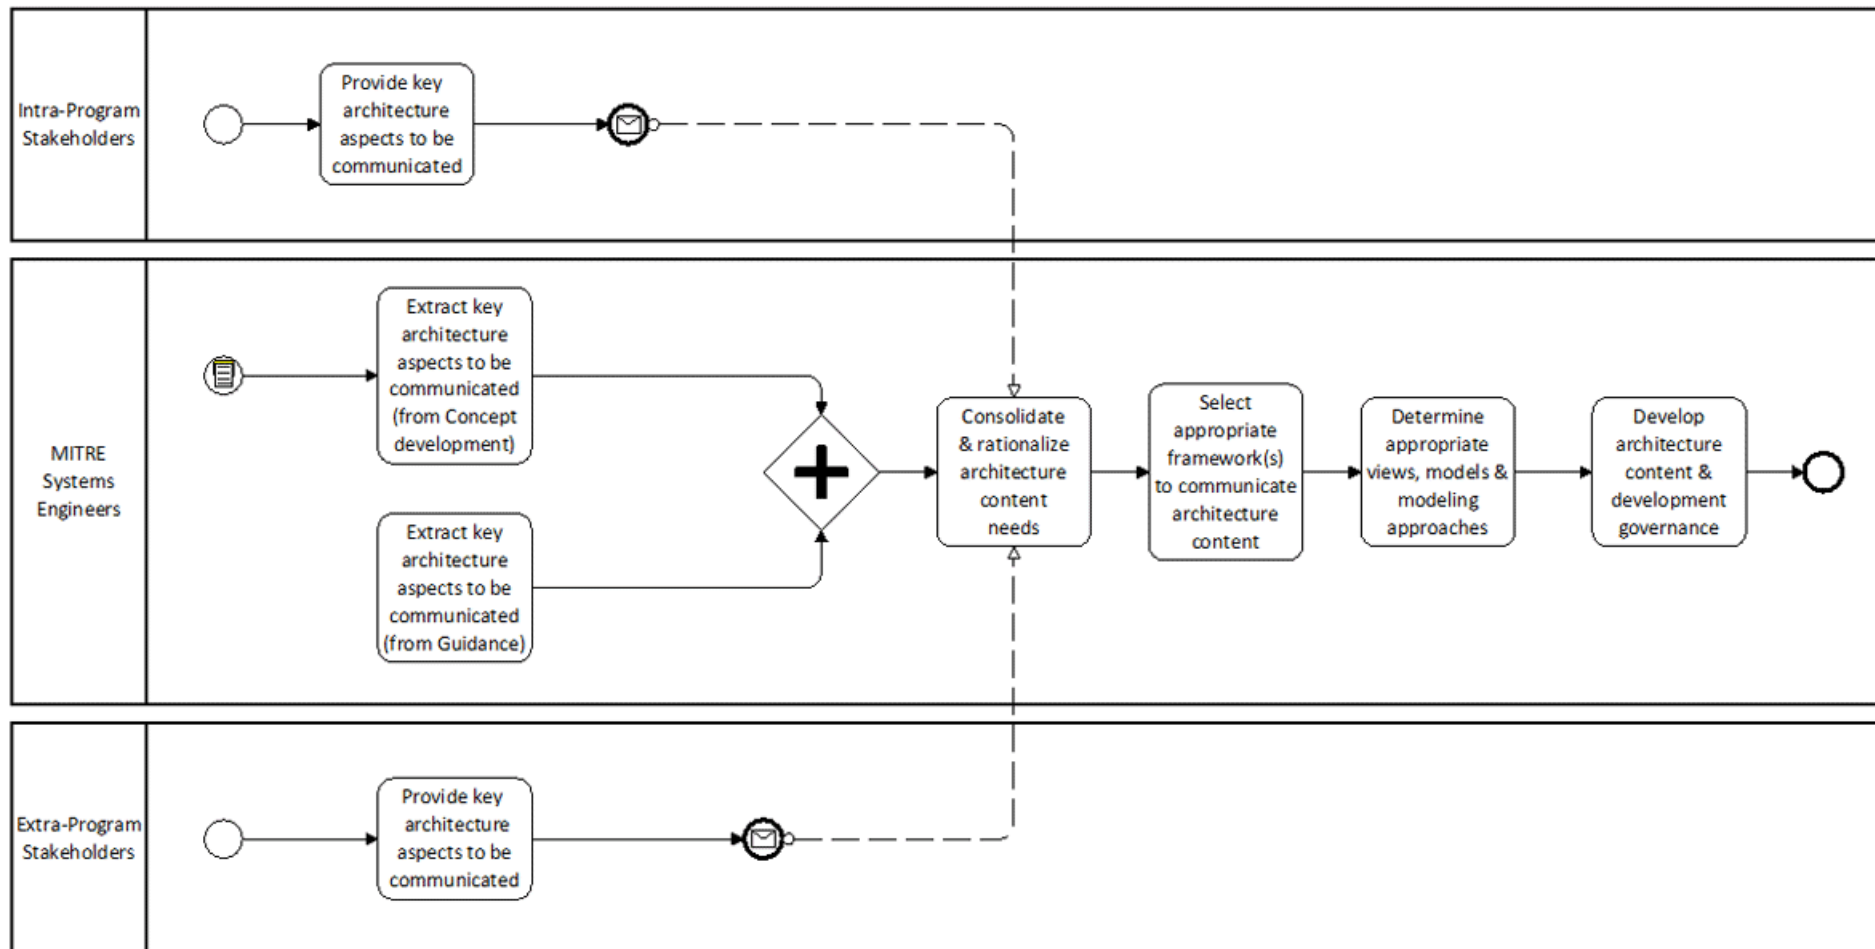 Intra-Program
Stakeholders
Provide key
architecture
aspects to be
communicated
MITRE
Systems
Engineers
Extract key
architecture
aspects to be
communicated
(from Concept
development)
Extract key
architecture
aspects to be
communicated
(from Guidance)
Consolidate
& rationalize
architecture
content
needs
Select
appropriate
framework(s)
to communicate
architecture
content
Determine
appropriate
views, models &
modeling
approaches
Develop
architecture
content &
development
governance
Extra-Program
Stakeholders
Provide key
architecture
aspects to be
communicated